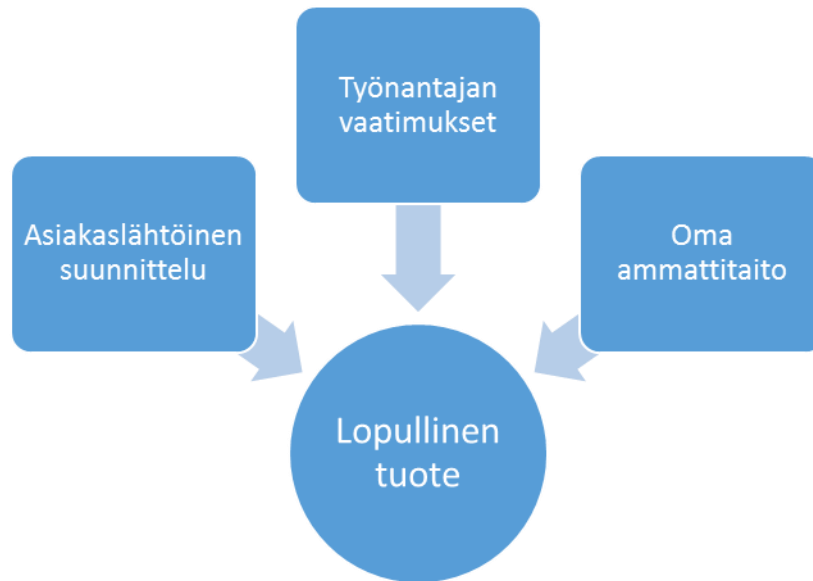 Työnantajan
vaatimukset
Asiakaslähtöinen
suunnittelu
Oma
ammattitaito
Lopullinen
tuote